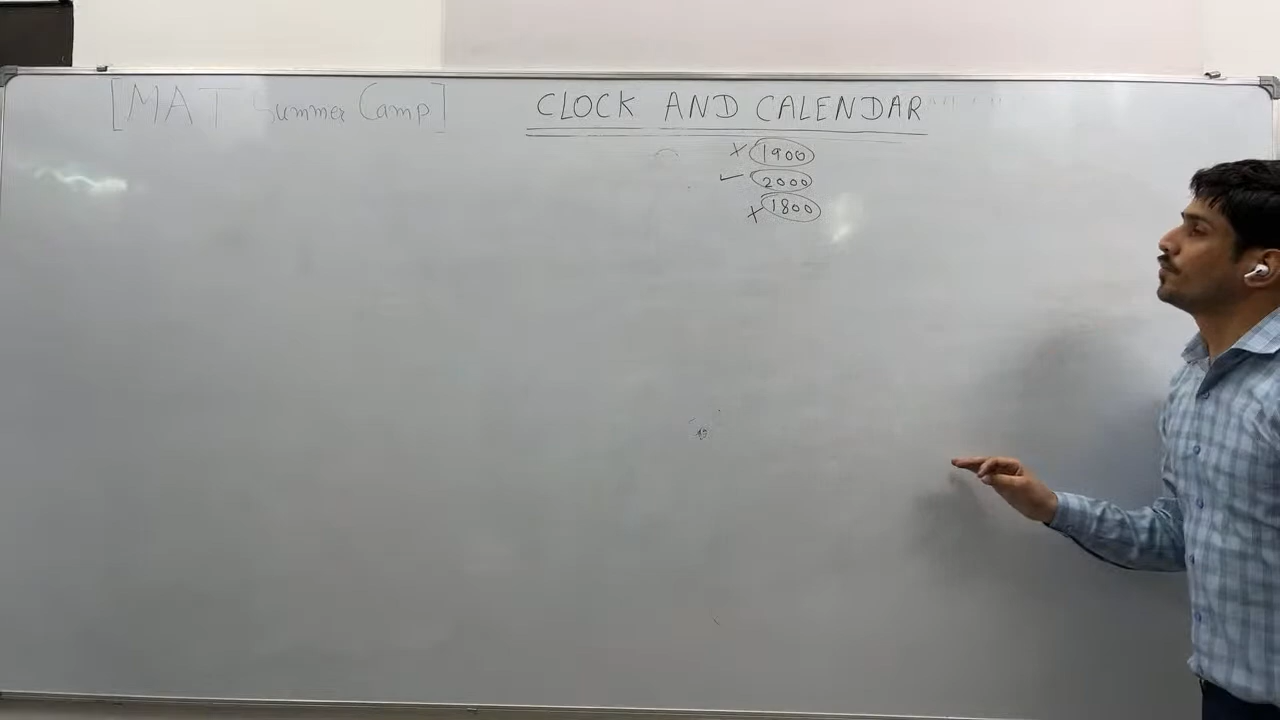 [MAT Summer Camp]
CLOCK AND CALENDAR
X 1900
✓ 2000
X 1800